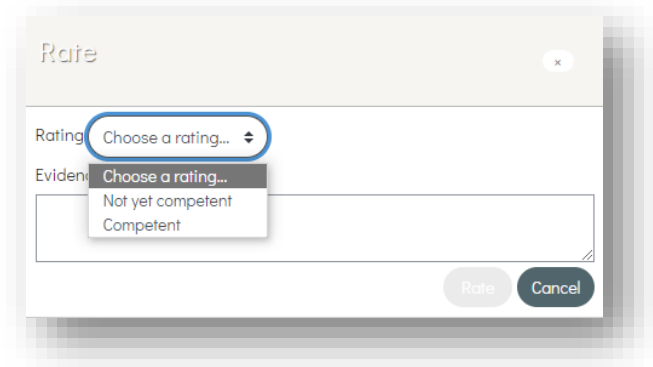 Rate
×
Rating Choose a rating...
Choose a rating...
Not yet competent
Competent
Rate Cancel